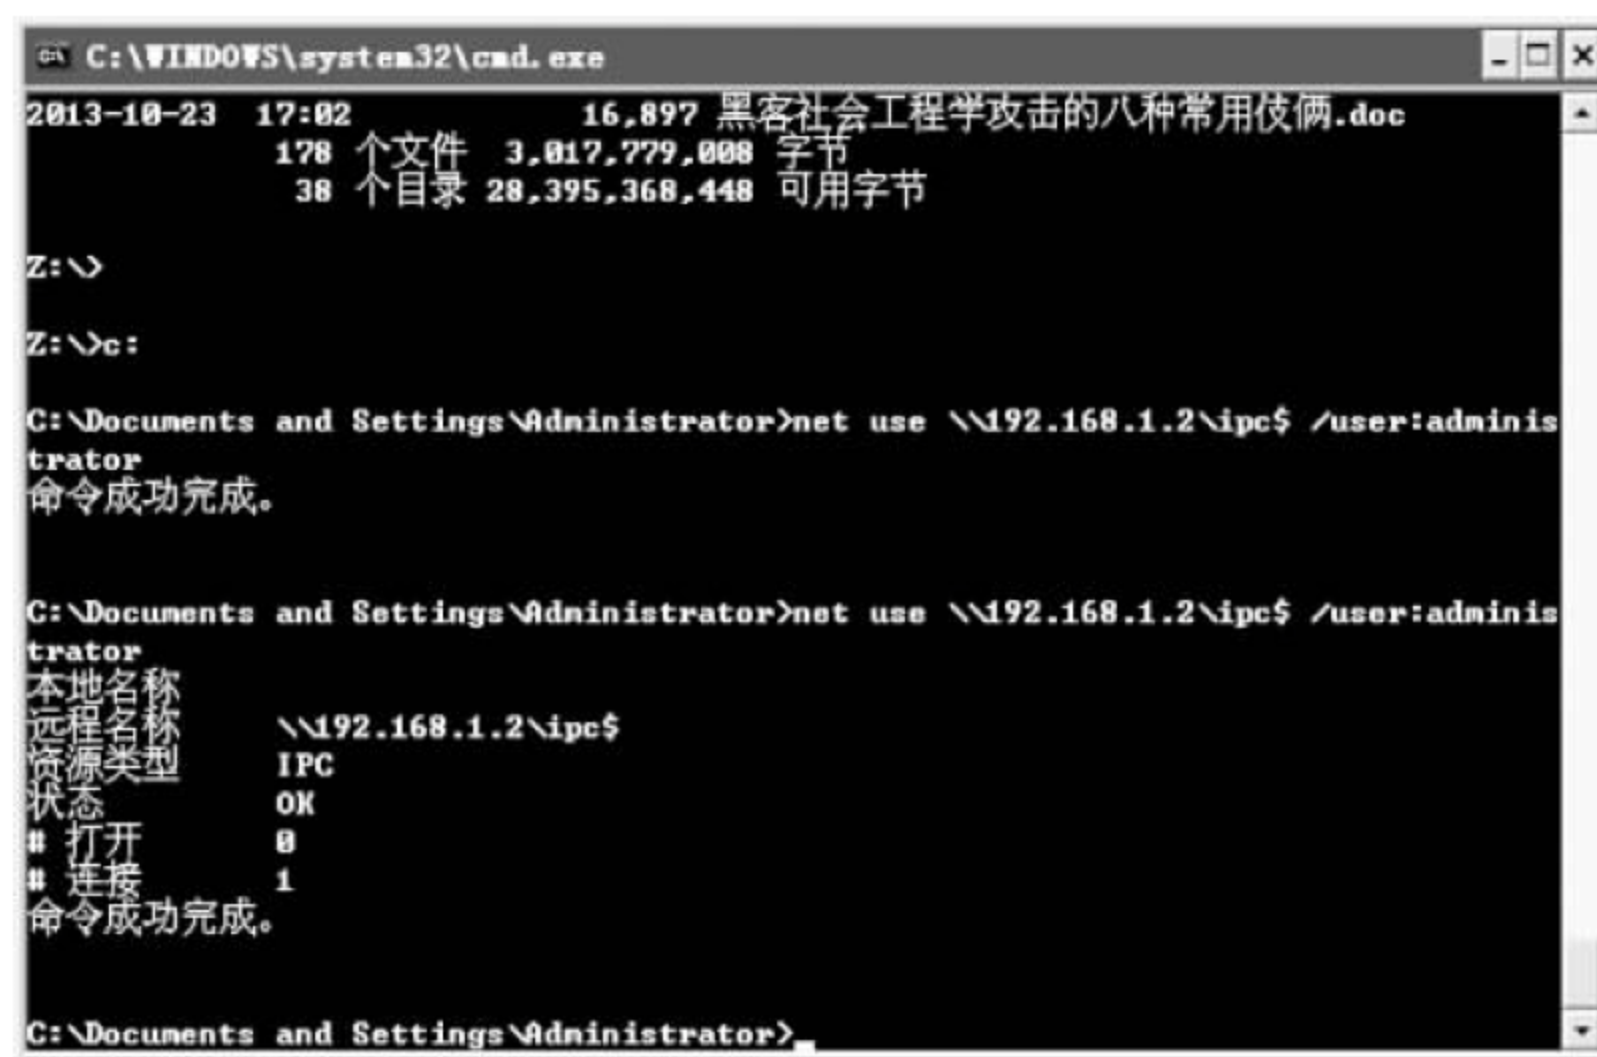 C:\WINDOWS\system32\cmd.exe
2013-10-23  17:02            16,897 黑客社会工程学攻击的八种常用伎俩.doc
178 个文件  3,017,779,008 字节
38 个目录 28,395,368,448 可用字节
Z:\>
Z:\>c:
C:\Documents and Settings\Administrator>net use \\192.168.1.2\ipc$ /user:adminis
trator
命令成功完成。
C:\Documents and Settings\Administrator>net use \\192.168.1.2\ipc$ /user:adminis
trator
本地名称
远程名称     \\192.168.1.2\ipc$
资源类型     IPC
状态         OK
# 打开       0
# 连接       1
命令成功完成。
C:\Documents and Settings\Administrator>